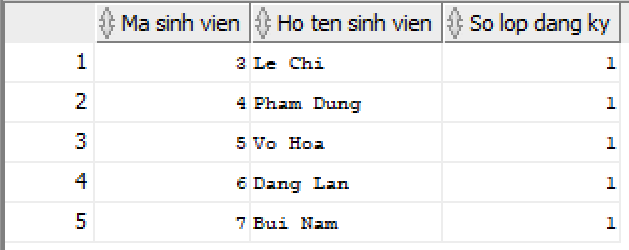 Ma sinh vien Ho ten sinh vien So lop dang ky
1 3 Le Chi 1
2 4 Pham Dung 1
3 5 Vo Hoa 1
4 6 Dang Lan 1
5 7 Bui Nam 1